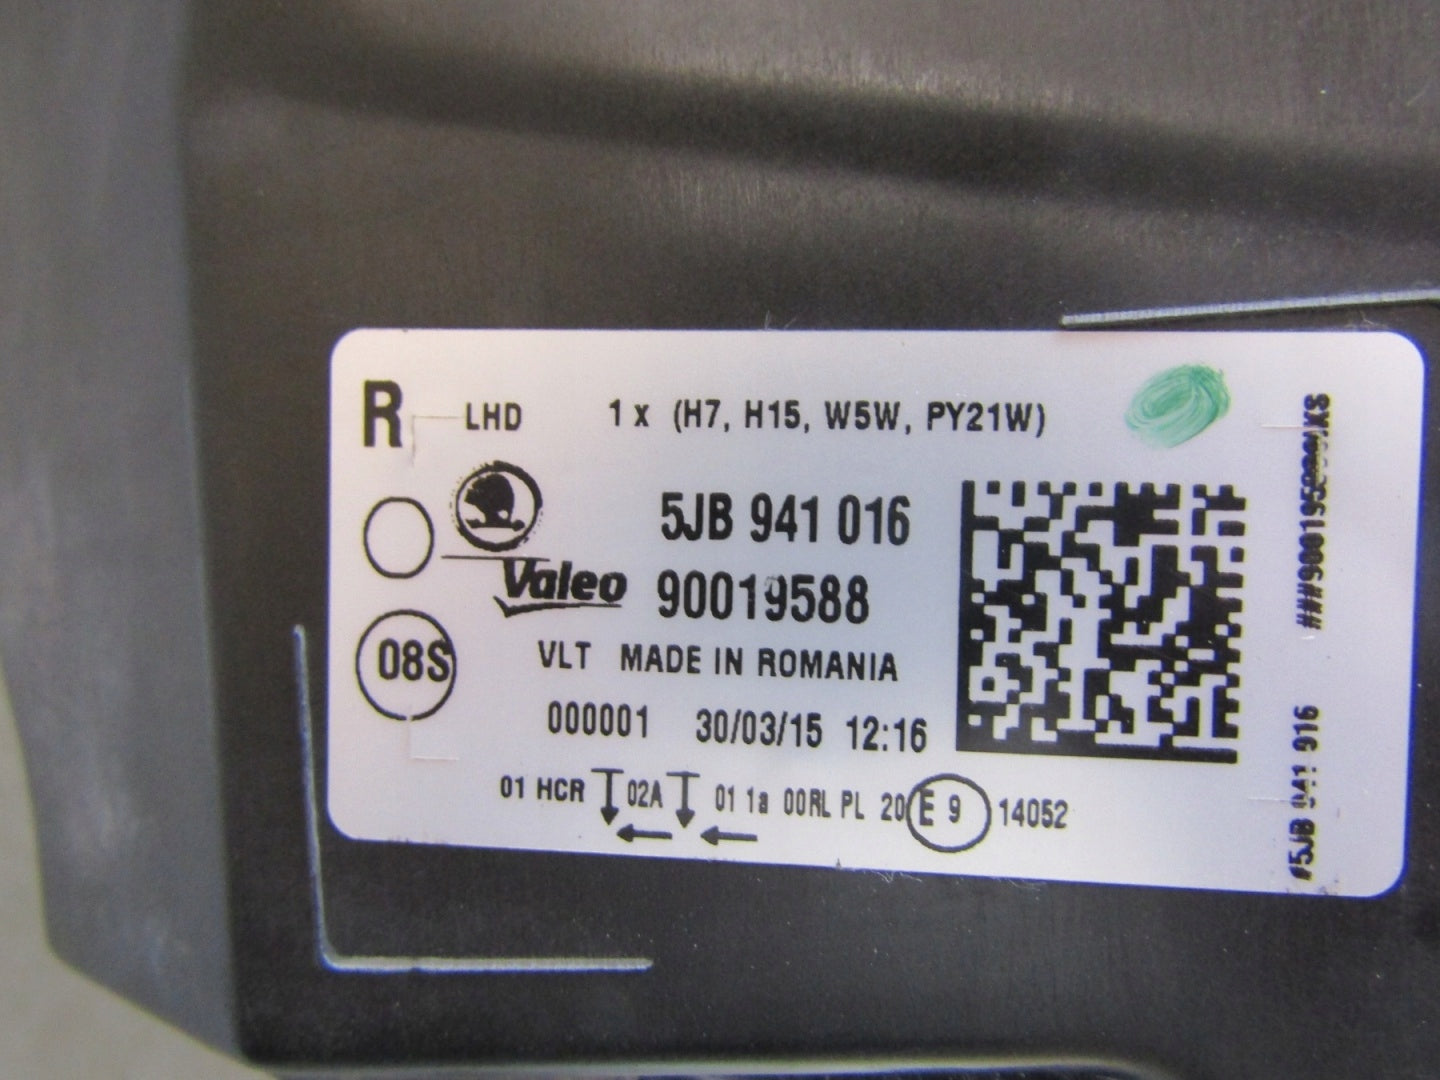 R LHD 1 x (H7, H15, W5W, PY21W)
5JB 941 016
Valeo 90019588
08S
VLT MADE IN ROMANIA
000001 30/03/15 12:16
01 HCR 02A 01 1a 00RL PL 20 E 9 14052